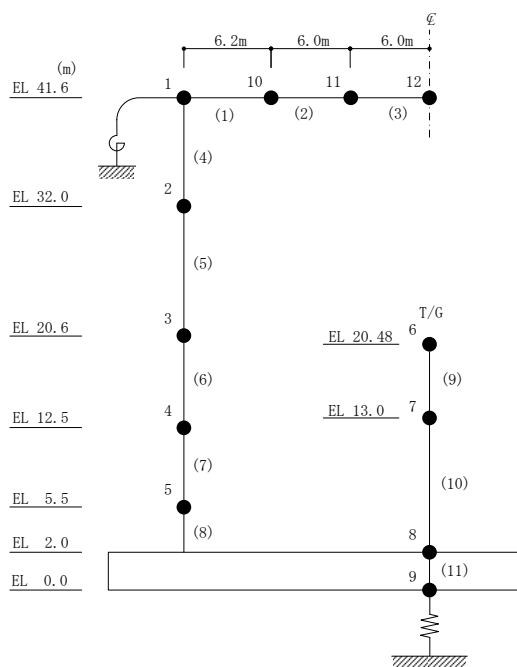 ℄
6.2m 6.0m 6.0m
(m)
EL 41.6
1 10 11 12
(1) (2) (3)
(4)
EL 32.0
2
(5)
EL 20.6
3
T/G
EL 20.48
6
(6)
(9)
EL 12.5
4
EL 13.0
7
(7)
(10)
EL 5.5
5
(8)
EL 2.0
8
(11)
EL 0.0
9